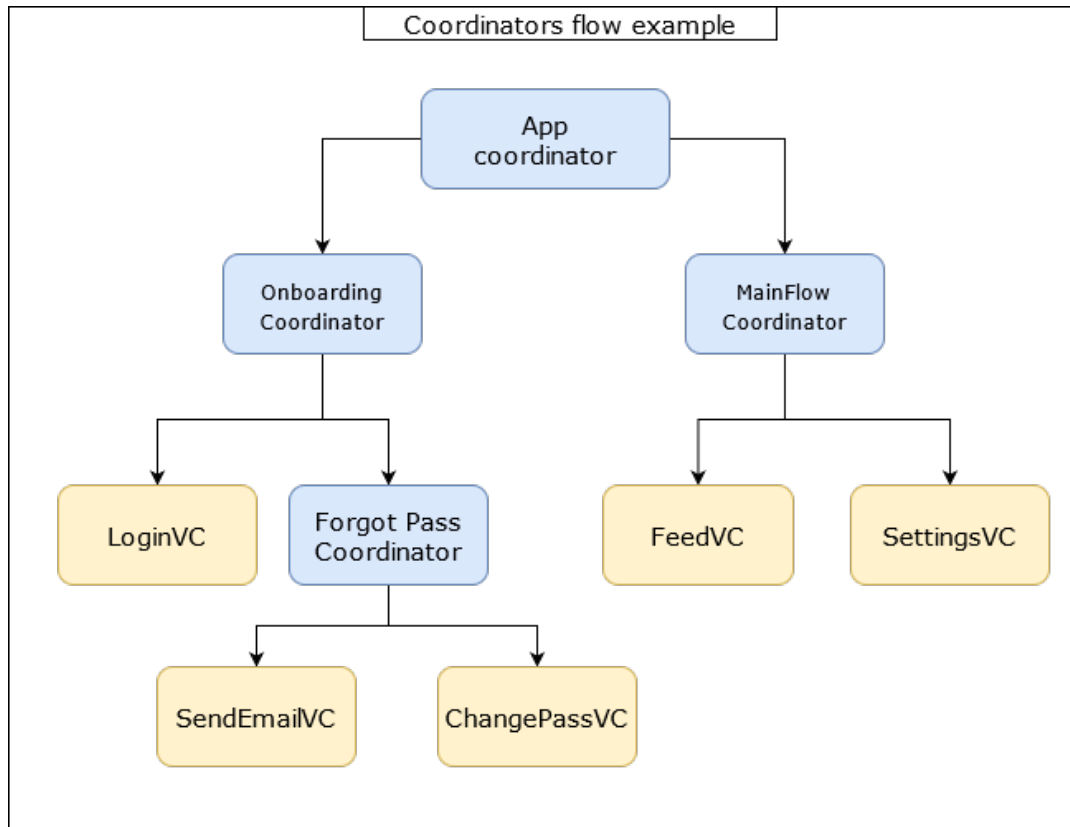 Coordinators flow example
App
coordinator
Onboarding
Coordinator
MainFlow
Coordinator
LoginVC
Forgot Pass
Coordinator
FeedVC
SettingsVC
SendEmailVC
ChangePassVC